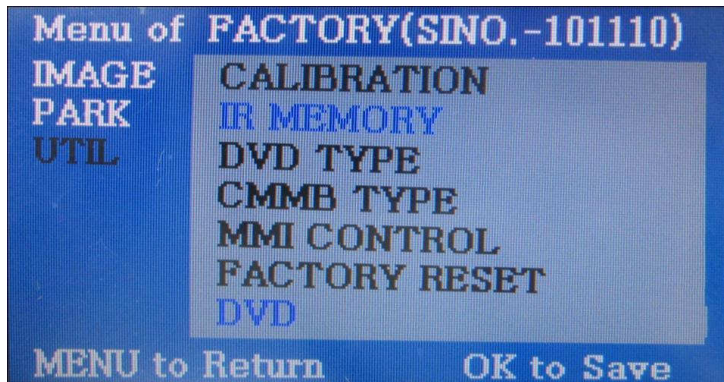 Menu of FACTORY(SINO.-101110)
IMAGE
PARK
UTIL
CALIBRATION
IR MEMORY
DVD TYPE
CMMB TYPE
MMI CONTROL
FACTORY RESET
DVD
MENU to Return
OK to Save